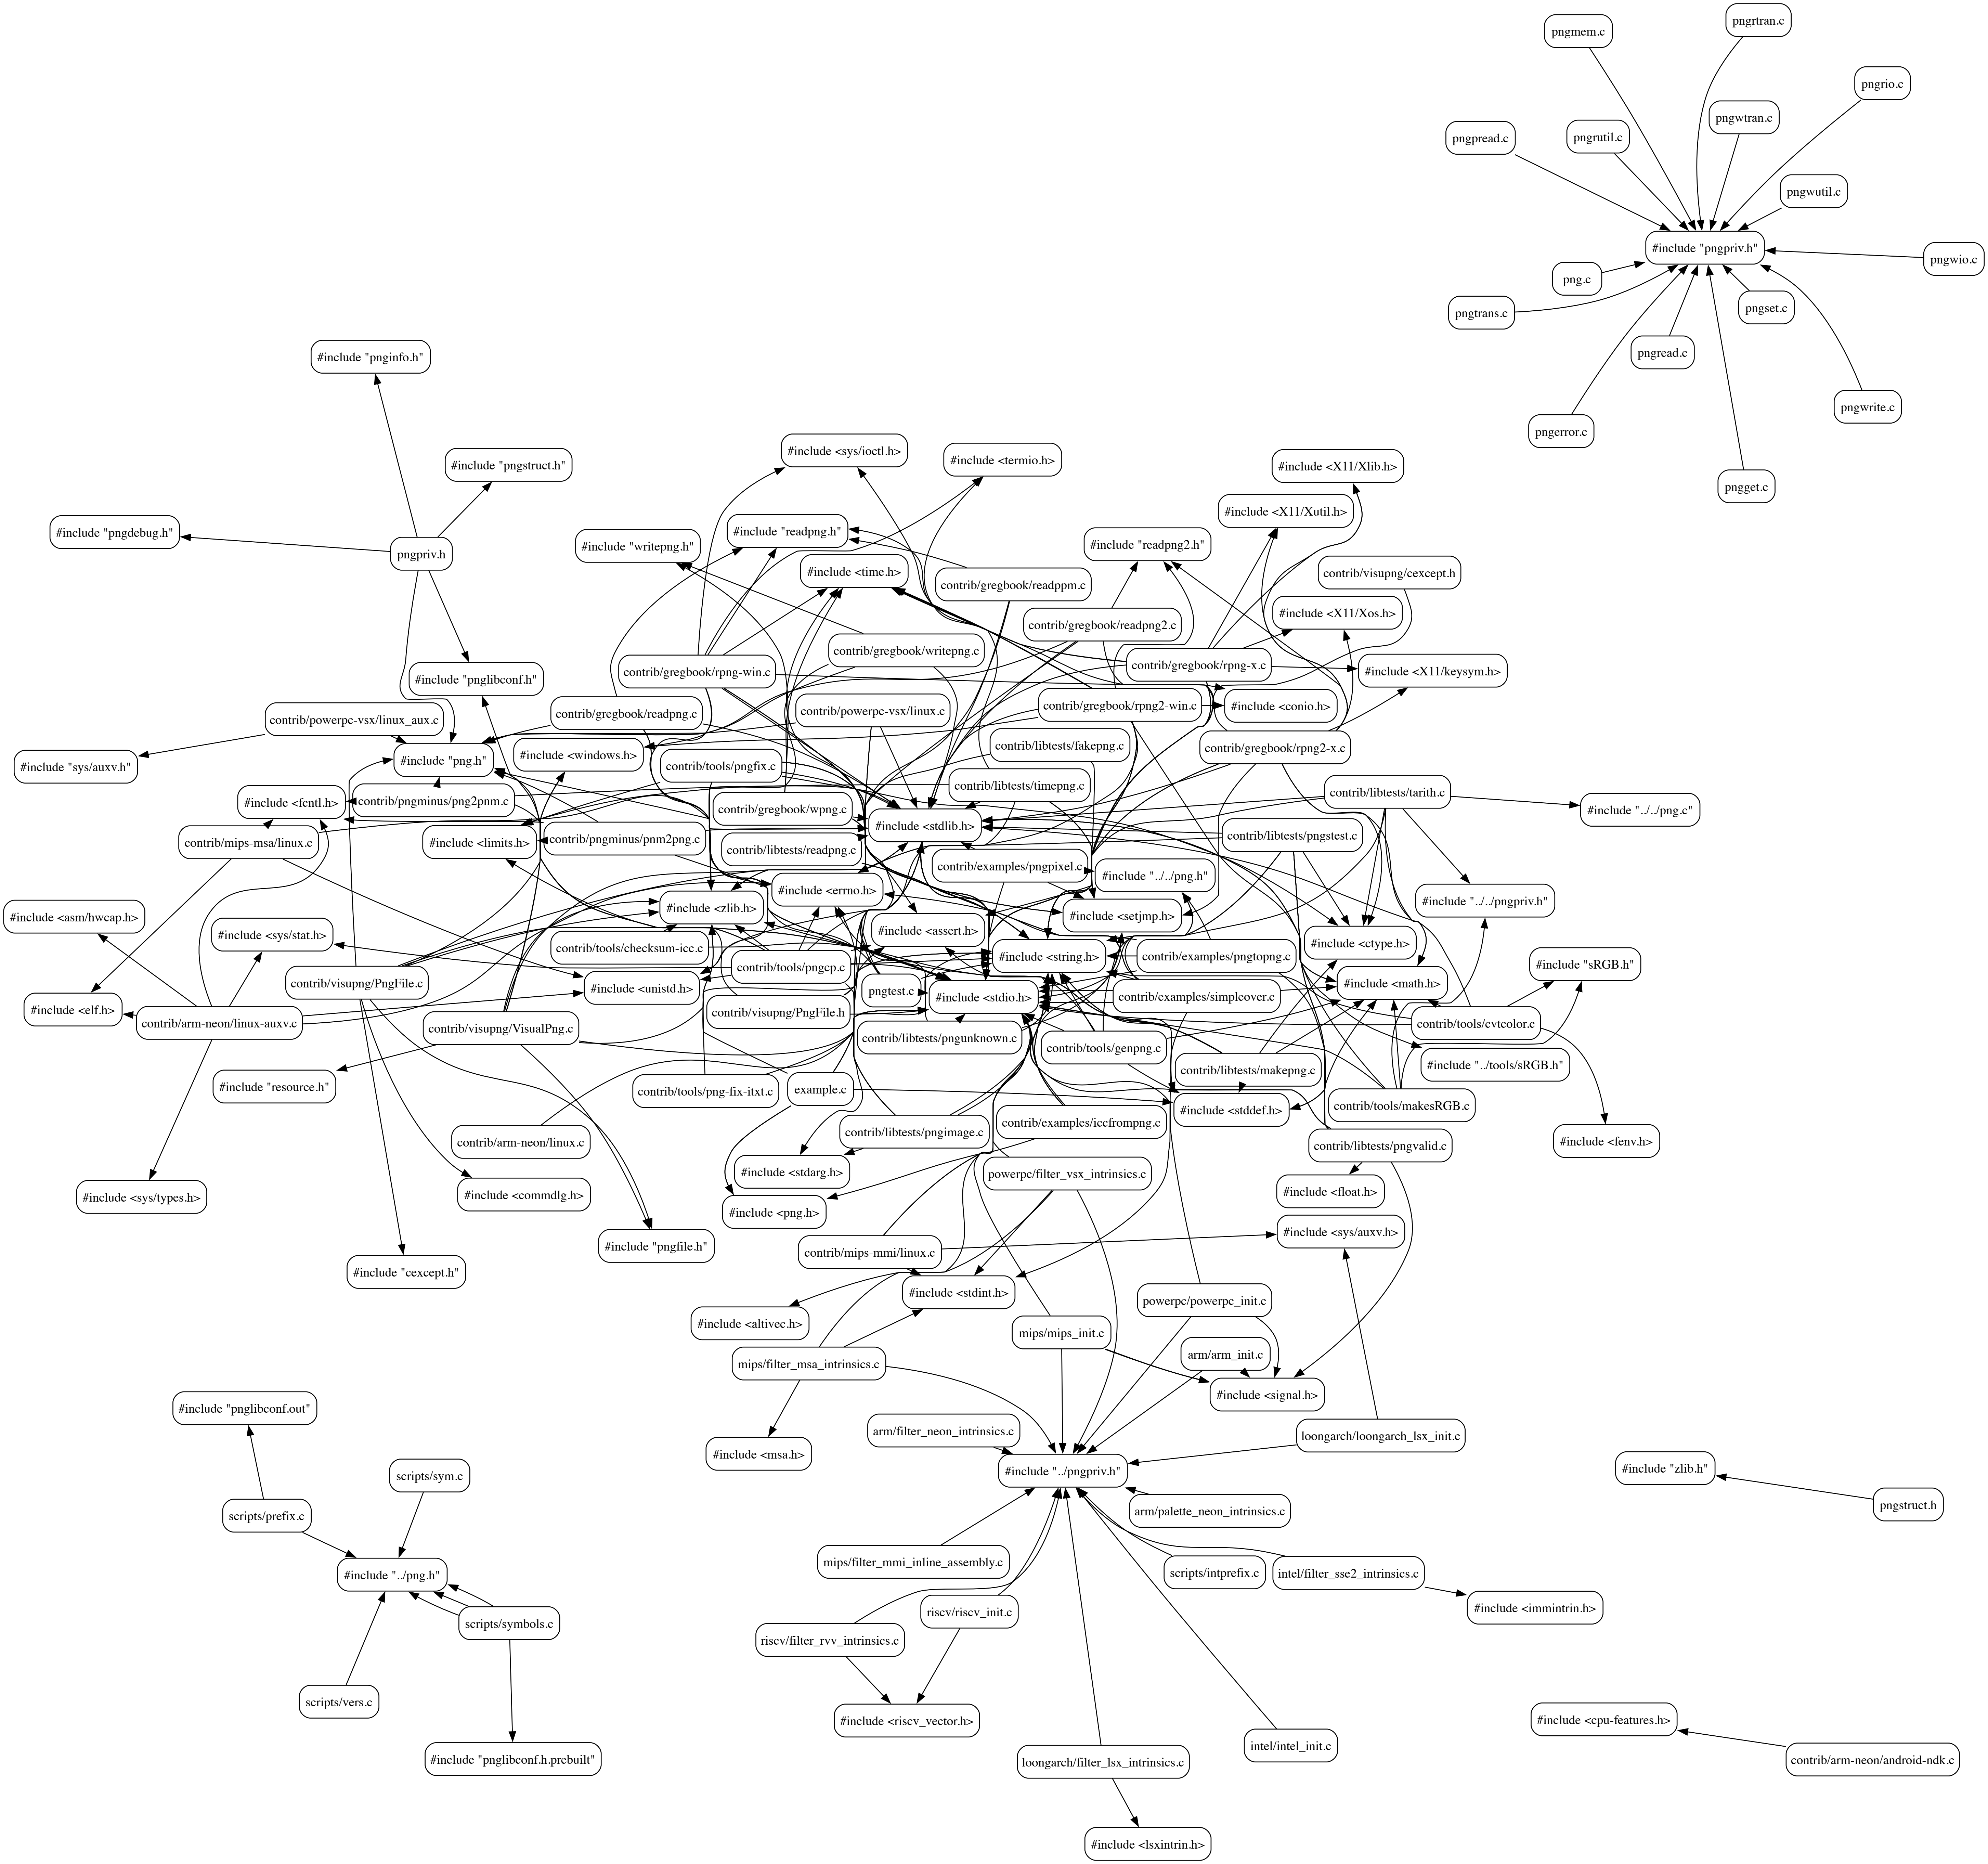 pngrtran.c
pngmem.c
pngrio.c
pngwtran.c
pngrutil.c
pngpread.c
pngwutil.c
#include "pngpriv.h"
pngwio.c
png.c
pngset.c
pngtrans.c
pngread.c
pngwrite.c
pngerror.c
pngget.c
#include "pnginfo.h"
#include <sys/ioctl.h>
#include <termio.h>
#include <X11/Xlib.h>
#include "pngstruct.h"
#include <X11/Xutil.h>
#include "pngdebug.h"
#include "readpng.h"
#include "writepng.h"
#include "readpng2.h"
pngpriv.h
#include <time.h>
contrib/visupng/cexcept.h
contrib/gregbook/readppm.c
#include <X11/Xos.h>
contrib/gregbook/readpng2.c
contrib/gregbook/writepng.c
contrib/gregbook/rpng-x.c
contrib/gregbook/rpng-win.c
#include <X11/keysym.h>
#include "pnglibconf.h"
contrib/gregbook/rpng2-win.c
#include <conio.h>
contrib/powerpc-vsx/linux.c
contrib/gregbook/readpng.c
contrib/powerpc-vsx/linux_aux.c
contrib/libtests/fakepng.c
contrib/gregbook/rpng2-x.c
#include <windows.h>
#include "png.h"
#include "sys/auxv.h"
contrib/tools/pngfix.c
contrib/libtests/timepng.c
contrib/libtests/tarith.c
#include <fcntl.h>
contrib/pngminus/png2pnm.c
contrib/gregbook/wpng.c
#include "../../png.c"
#include <stdlib.h>
contrib/libtests/pngstest.c
contrib/pngminus/pnm2png.c
contrib/mips-msa/linux.c
#include <limits.h>
contrib/libtests/readpng.c
contrib/examples/pngpixel.c
#include "../../png.h"
#include <errno.h>
#include "../../pngpriv.h"
#include <zlib.h>
#include <setjmp.h>
#include <asm/hwcap.h>
#include <assert.h>
#include <sys/stat.h>
#include <ctype.h>
contrib/tools/checksum-icc.c
#include <string.h>
contrib/examples/pngtopng.c
#include "sRGB.h"
contrib/tools/pngcp.c
contrib/visupng/PngFile.c
#include <unistd.h>
#include <math.h>
pngtest.c
#include <stdio.h>
contrib/examples/simpleover.c
#include <elf.h>
contrib/visupng/PngFile.h
contrib/arm-neon/linux-auxv.c
contrib/tools/cvtcolor.c
contrib/visupng/VisualPng.c
contrib/libtests/pngunknown.c
contrib/tools/genpng.c
#include "../tools/sRGB.h"
contrib/libtests/makepng.c
#include "resource.h"
contrib/tools/png-fix-itxt.c
example.c
contrib/tools/makesRGB.c
#include <stddef.h>
contrib/examples/iccfrompng.c
contrib/libtests/pngimage.c
contrib/arm-neon/linux.c
#include <fenv.h>
contrib/libtests/pngvalid.c
#include <stdarg.h>
powerpc/filter_vsx_intrinsics.c
#include <float.h>
#include <commdlg.h>
#include <sys/types.h>
#include <png.h>
#include <sys/auxv.h>
#include "pngfile.h"
contrib/mips-mmi/linux.c
#include "cexcept.h"
#include <stdint.h>
powerpc/powerpc_init.c
#include <altivec.h>
mips/mips_init.c
arm/arm_init.c
mips/filter_msa_intrinsics.c
#include <signal.h>
#include "pnglibconf.out"
arm/filter_neon_intrinsics.c
loongarch/loongarch_lsx_init.c
#include <msa.h>
#include "../pngpriv.h"
#include "zlib.h"
scripts/sym.c
pngstruct.h
arm/palette_neon_intrinsics.c
scripts/prefix.c
mips/filter_mmi_inline_assembly.c
scripts/intprefix.c
intel/filter_sse2_intrinsics.c
#include "../png.h"
#include <immintrin.h>
riscv/riscv_init.c
scripts/symbols.c
riscv/filter_rvv_intrinsics.c
scripts/vers.c
#include <riscv_vector.h>
#include <cpu-features.h>
intel/intel_init.c
#include "pnglibconf.h.prebuilt"
loongarch/filter_lsx_intrinsics.c
contrib/arm-neon/android-ndk.c
#include <lsxintrin.h>